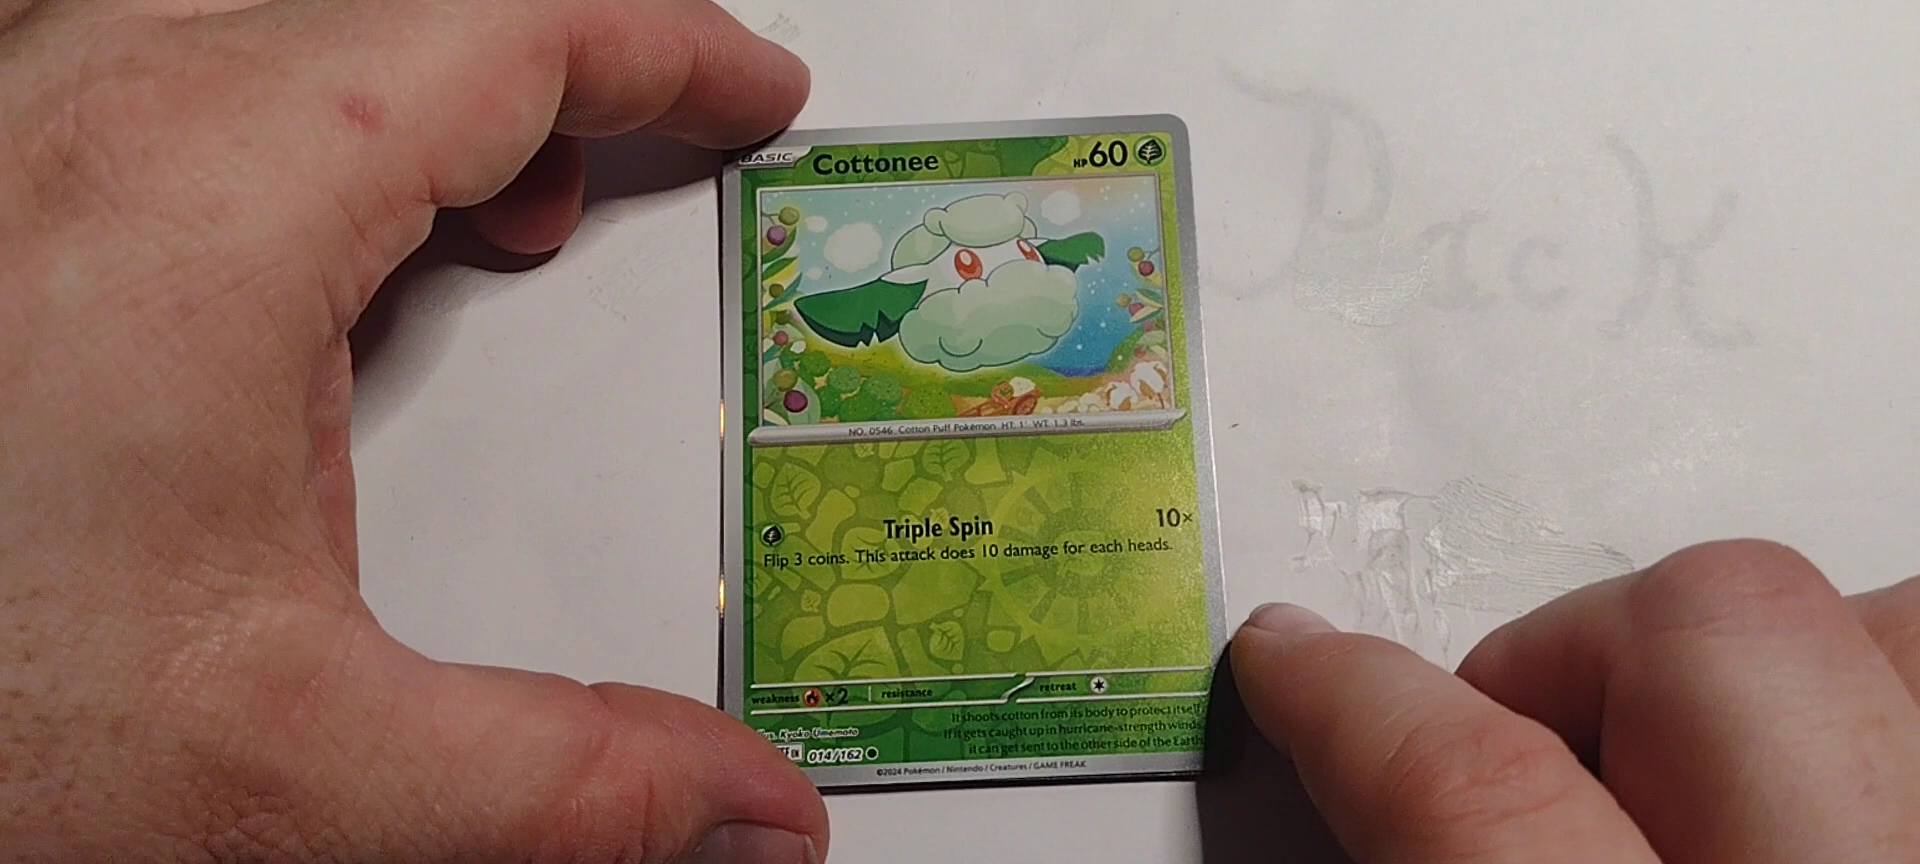 BASIC Cottonee HP 60
NO. 0546 Cotton Puff Pokémon HT: 1' WT: 1.3 lbs.
Triple Spin 10×
Flip 3 coins. This attack does 10 damage for each heads.
weakness ×2 resistance retreat
It shoots cotton from its body to protect itself.
If it gets caught up in hurricane-strength winds,
it can get sent to the other side of the Earth.
Kyoko Umemoto
EN 014/162
©2024 Pokémon / Nintendo / Creatures / GAME FREAK
Pack